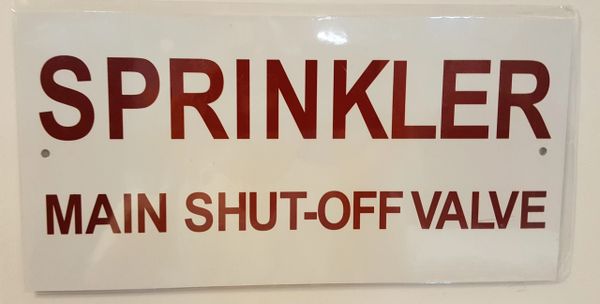 SPRINKLER
MAIN SHUT-OFF VALVE